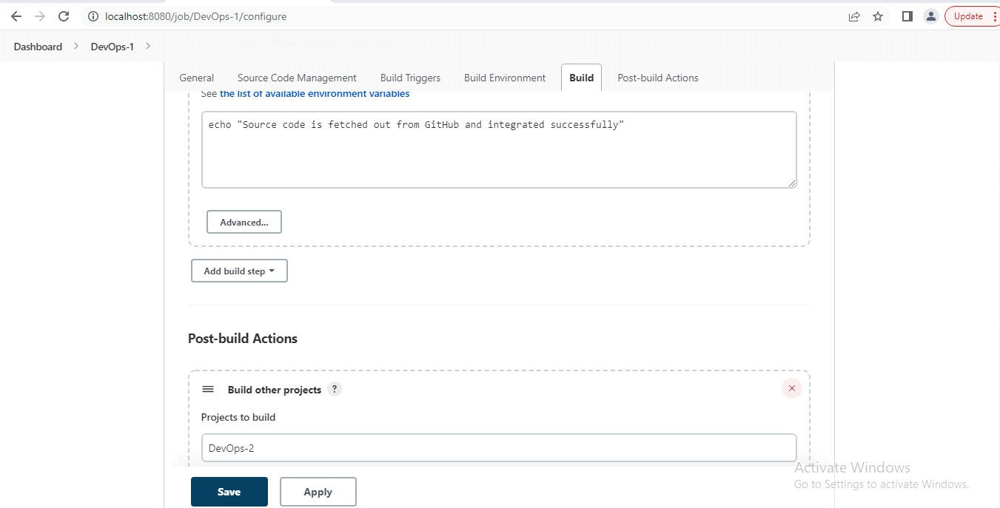 localhost:8080/job/DevOps-1/configure
Update
Dashboard > DevOps-1 >
General Source Code Management Build Triggers Build Environment Build Post-build Actions
See the list of available environment variables
echo "Source code is fetched out from GitHub and integrated successfully"
Advanced...
Add build step
Post-build Actions
Build other projects ?
Projects to build
DevOps-2
Save Apply
Activate Windows
Go to Settings to activate Windows.